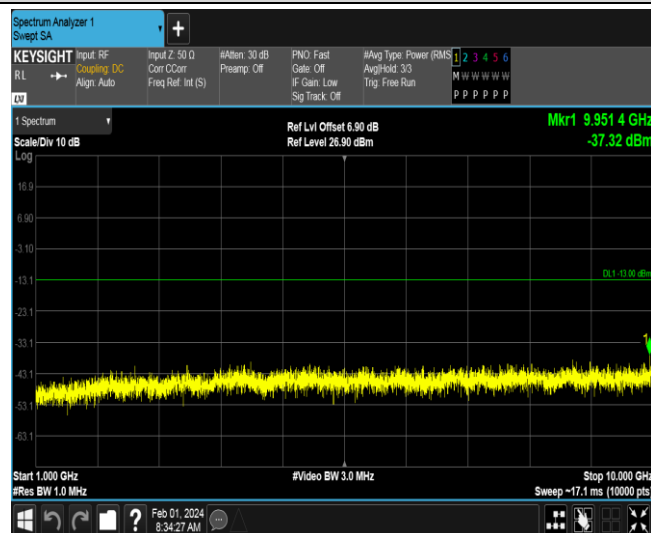 Spectrum Analyzer 1
Swept SA
+
KEYSIGHT
RL
LXI
Input: RF
Coupling: DC
Align: Auto
Input Z: 50 Ω
Corr CCorr
Freq Ref: Int (S)
#Atten: 30 dB
Preamp: Off
PNO: Fast
Gate: Off
IF Gain: Low
Sig Track: Off
#Avg Type: Power (RMS
Avg|Hold: 3/3
Trig: Free Run
1 2 3 4 5 6
M W W W W W
P P P P P P
1 Spectrum
Scale/Div 10 dB
Log
Ref Lvl Offset 6.90 dB
Ref Level 26.90 dBm
Mkr1 9.951 4 GHz
-37.32 dBm
16.9
6.90
-3.10
DL1 -13.00 dBm
-13.1
-23.1
-33.1
1
-43.1
-53.1
-63.1
Start 1.000 GHz
#Res BW 1.0 MHz
#Video BW 3.0 MHz
Stop 10.000 GHz
Sweep ~17.1 ms (10000 pts)
?
Feb 01, 2024
8:34:27 AM